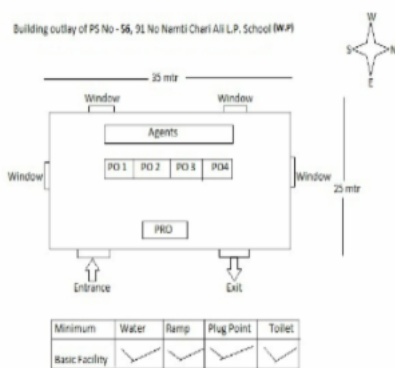 Building outlay of PS No - 56, 91 No Namti Chari Ali L.P. School (W.P)
W
S N
E
35 mtr
Window Window
Agents
PO 1 PO 2 PO 3 PO4
Window Window
25 mtr
PRO
Entrance Exit
Minimum Water Ramp Plug Point Toilet
Basic Facility